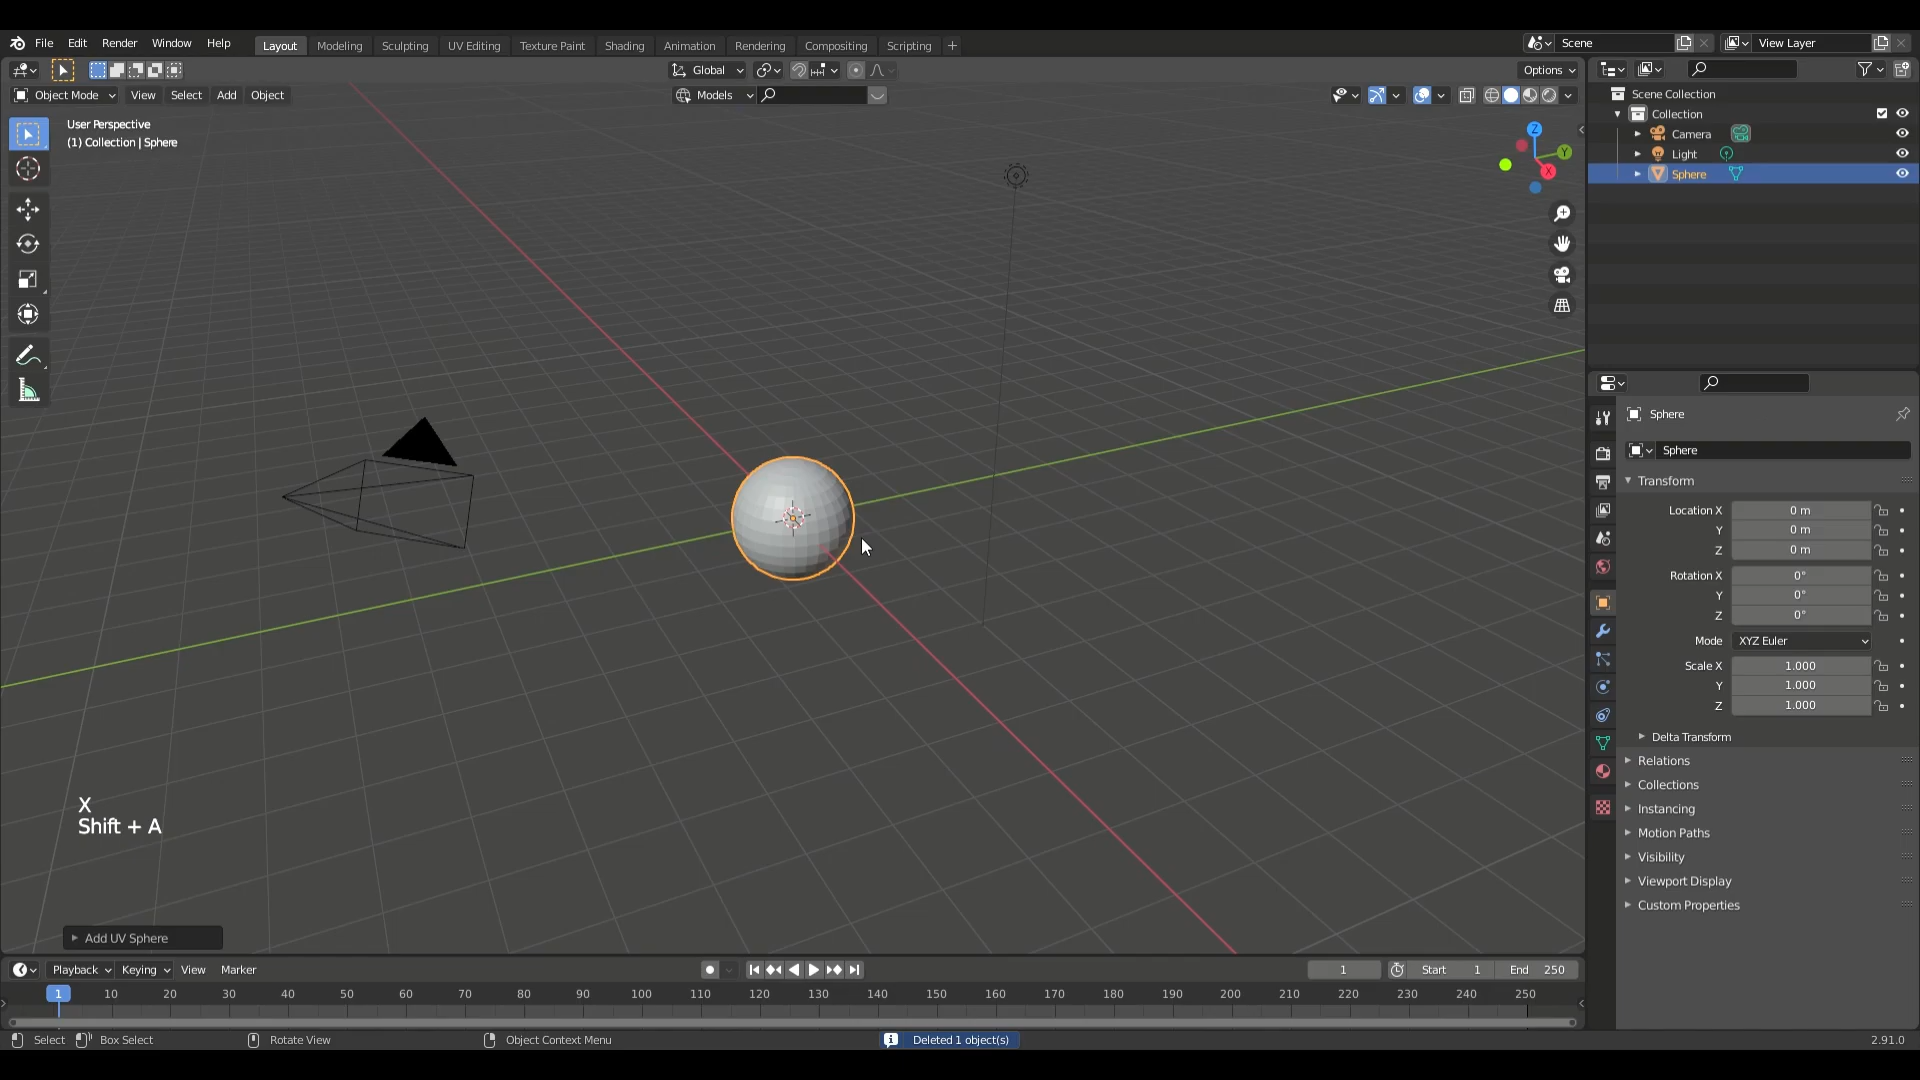 File Edit Render Window Help Layout Modeling Sculpting UV Editing Texture Paint Shading Animation Rendering Compositing Scripting + Scene View Layer
Global Options
Object Mode View Select Add Object Models
User Perspective
(1) Collection | Sphere
Z
Y
X
Scene Collection
Collection
Camera
Light
Sphere
Sphere
Sphere
Transform
Location X 0 m
Y 0 m
Z 0 m
Rotation X 0°
Y 0°
Z 0°
Mode XYZ Euler
Scale X 1.000
Y 1.000
Z 1.000
Delta Transform
Relations
Collections
Instancing
Motion Paths
Visibility
Viewport Display
Custom Properties
X
Shift + A
Add UV Sphere
Playback Keying View Marker 1 Start 1 End 250
1 10 20 30 40 50 60 70 80 90 100 110 120 130 140 150 160 170 180 190 200 210 220 230 240 250
Select Box Select Rotate View Object Context Menu Deleted 1 object(s) 2.91.0